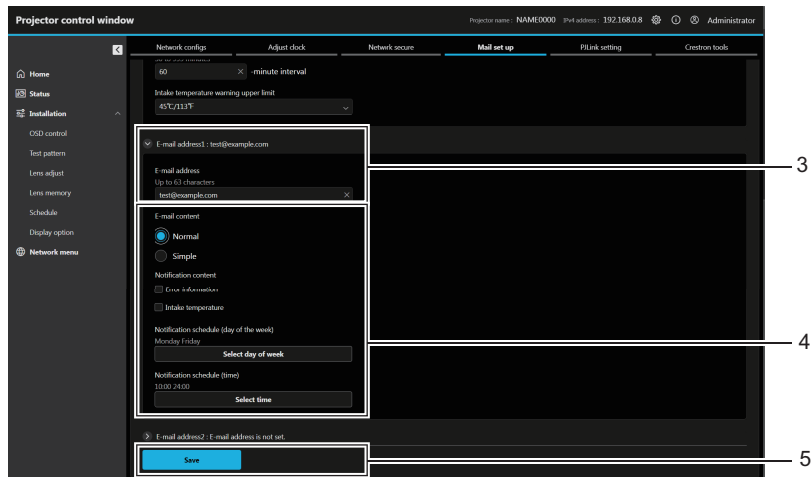 Projector control window
Projector name : NAME0000 IPv4 address : 192.168.0.8 Administrator
Network configs Adjust clock Netwrk secure Mail set up PJLink setting Crestron tools
Home
Status
Installation
OSD control
Test pattern
Lens adjust
Lens memory
Schedule
Display option
Network menu
60 × -minute interval
Intake temperature warning upper limit
45℃/113℉
E-mail address1 : test@example.com
3
E-mail address
Up to 63 characters
test@example.com ×
E-mail content
Normal
Simple
Notification content
Error information
Intake temperature
4
Notification schedule (day of the week)
Monday Friday
Select day of week
Notification schedule (time)
10:00 24:00
Select time
E-mail address2 : E-mail address is not set.
Save
5